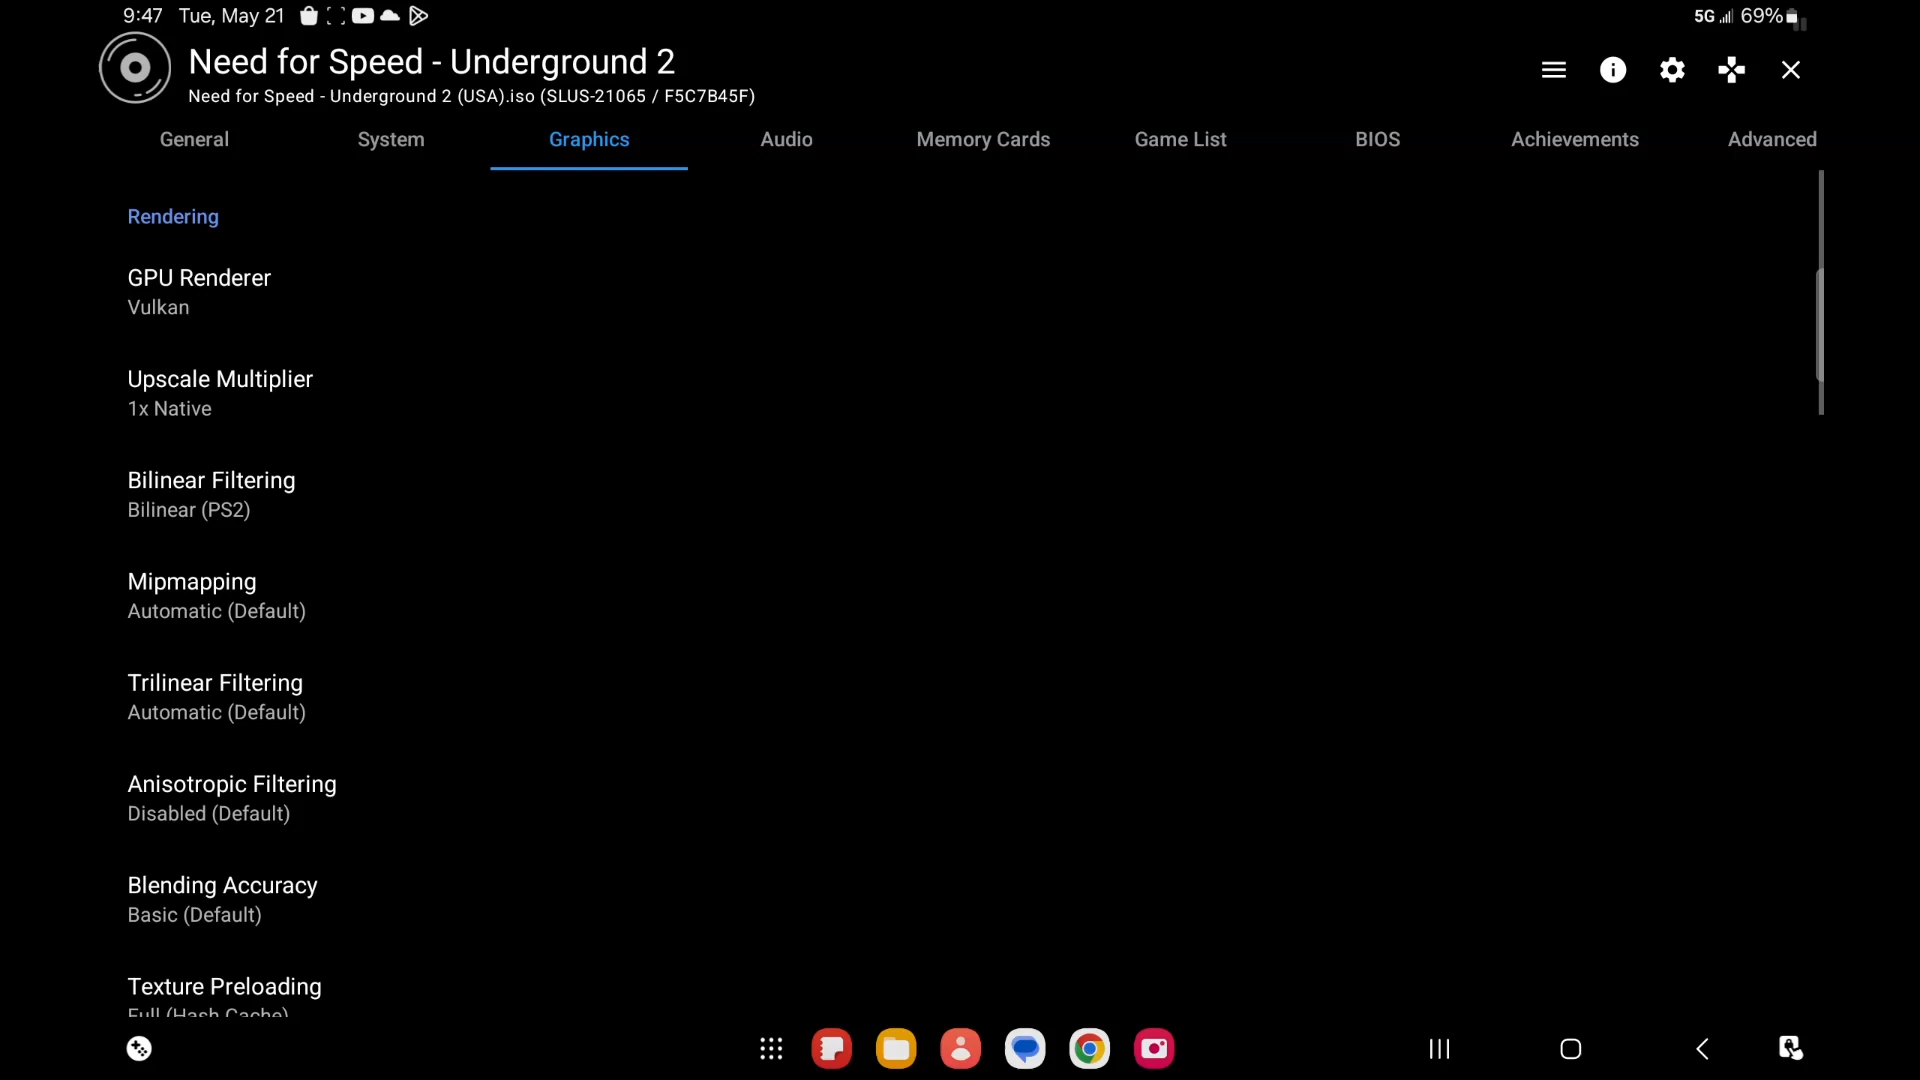 9:47 Tue, May 21
5G 69%
Need for Speed - Underground 2
Need for Speed - Underground 2 (USA).iso (SLUS-21065 / F5C7B45F)
General System Graphics Audio Memory Cards Game List BIOS Achievements Advanced
Rendering
GPU Renderer
Vulkan
Upscale Multiplier
1x Native
Bilinear Filtering
Bilinear (PS2)
Mipmapping
Automatic (Default)
Trilinear Filtering
Automatic (Default)
Anisotropic Filtering
Disabled (Default)
Blending Accuracy
Basic (Default)
Texture Preloading
Full (Hash Cache)